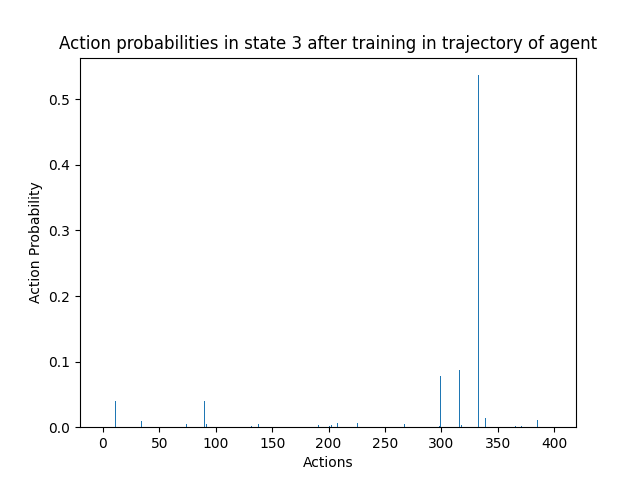 Action probabilities in state 3 after training in trajectory of agent
Action Probability
0.5
0.4
0.3
0.2
0.1
0.0
0 50 100 150 200 250 300 350 400
Actions